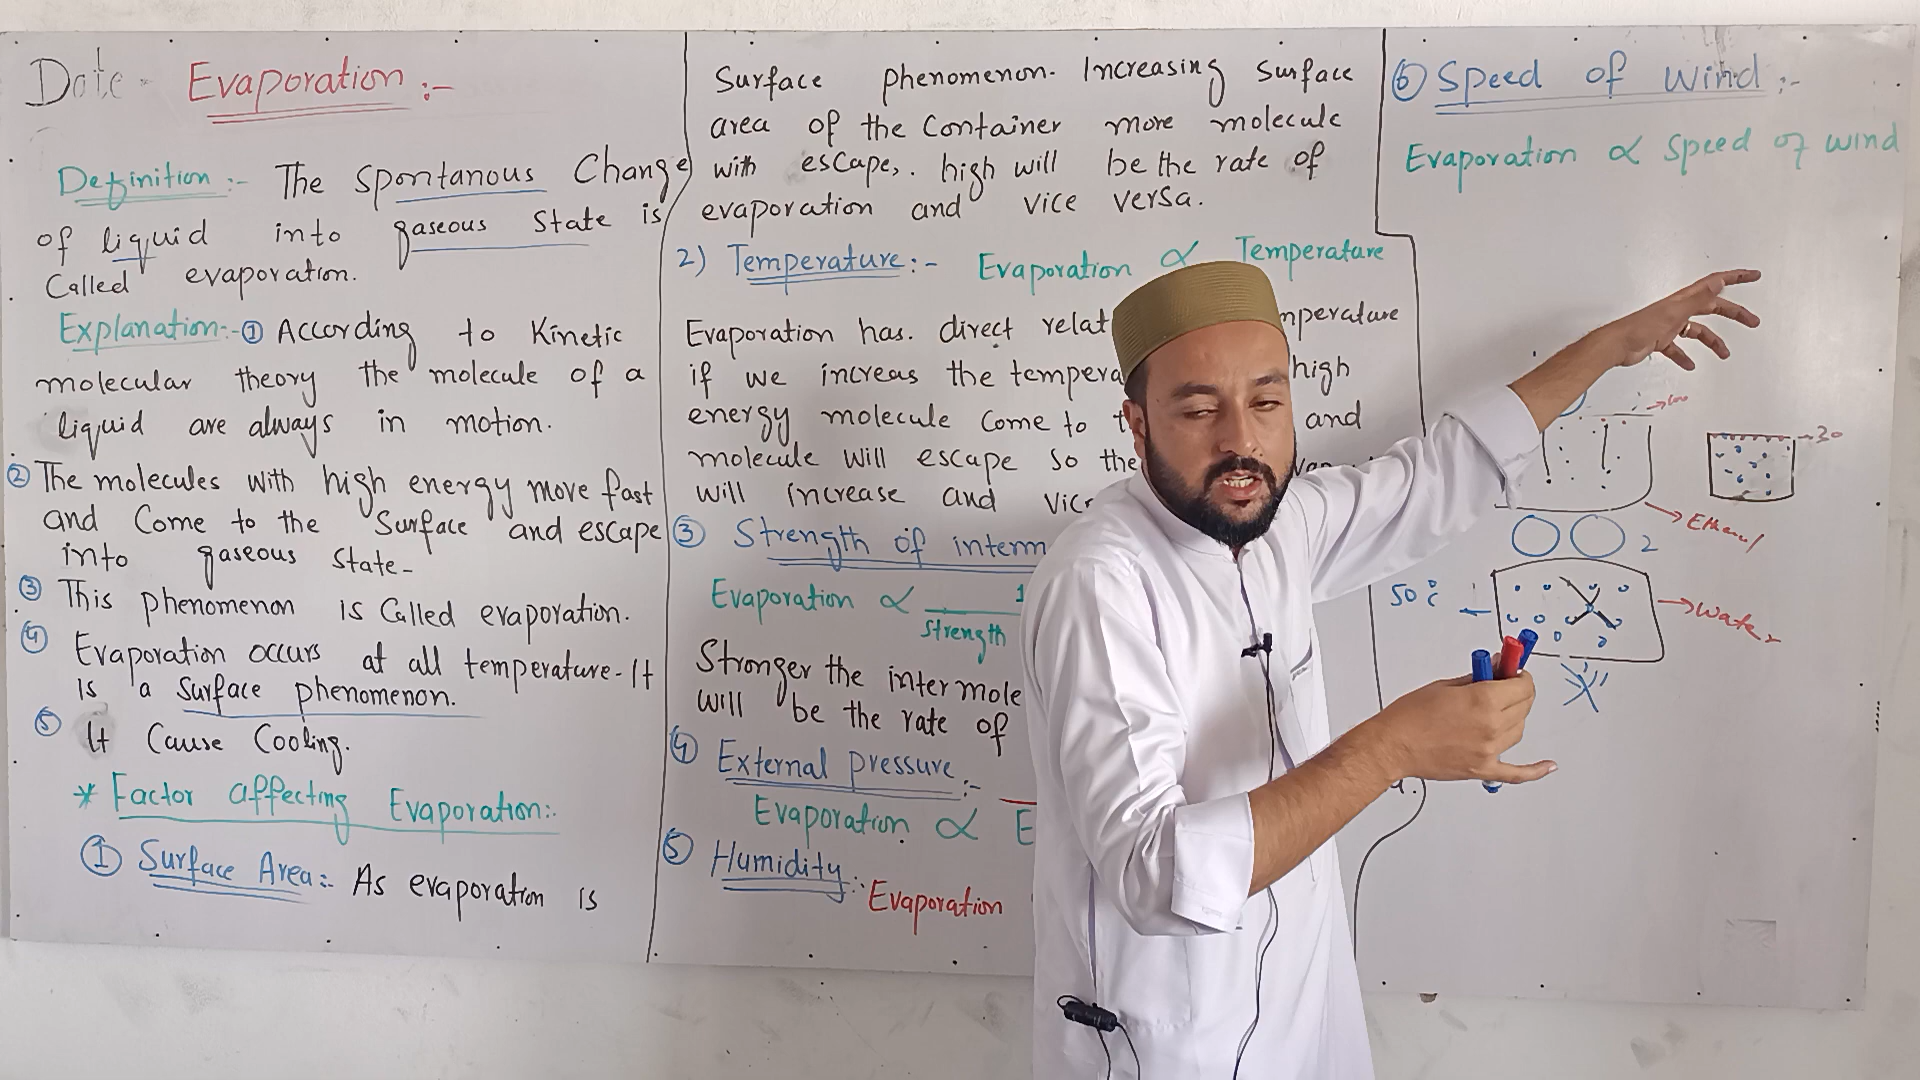 Date - Evaporation :-
Definition :- The Spontanous Change
of liquid into gaseous State is
Called evaporation.
Explanation:- ① According to Kinetic
molecular theory the molecule of a
liquid are always in motion.
② The molecules with high energy move fast
and Come to the Surface and escape
into gaseous State-
③ This phenomenon is Called evaporation.
④ Evaporation occurs at all temperature. It
is a Surface phenomenon.
⑤ It Cause Cooling.
* Factor affecting Evaporation:-
① Surface Area:- As evaporation is
Surface phenomenon. Increasing Surface
area of the Container more molecule
with escape,. high will be the rate of
evaporation and vice versa.
2) Temperature:- Evaporation ∝ Temperature
Evaporation has. direct relat mperature
if we increas the tempera high
energy molecule Come to and
molecule will escape so the
will increase and
③ Strength of interm
Evaporation ∝ 1
Strength
Stronger the intermole
will be the rate of
④ External pressure:-
Evaporation ∝ E
⑤ Humidity:- Evaporation
⑥ Speed of Wind :-
Evaporation ∝ Speed of wind
30
Ethanol
2
50°C
Water